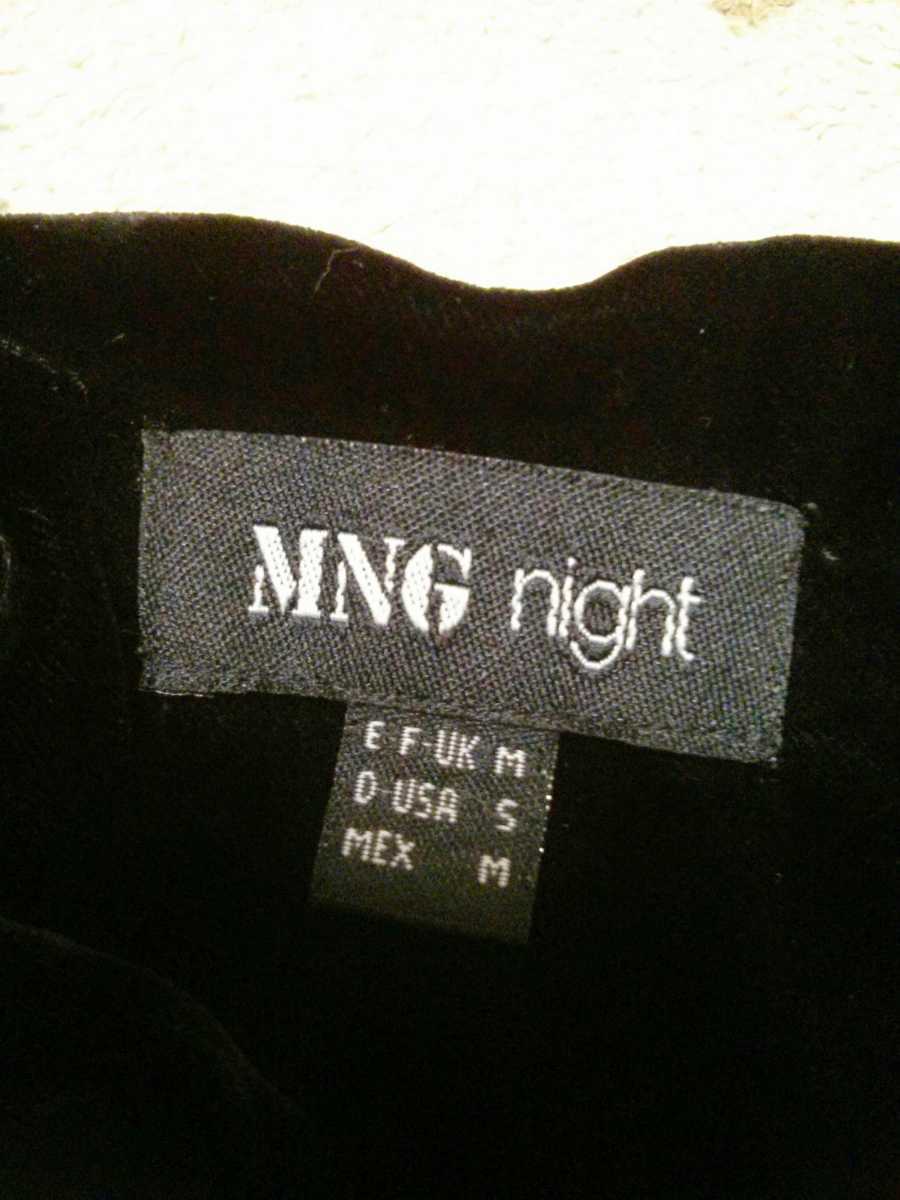 MNG night
E F-UK M
D-USA S
MEX M